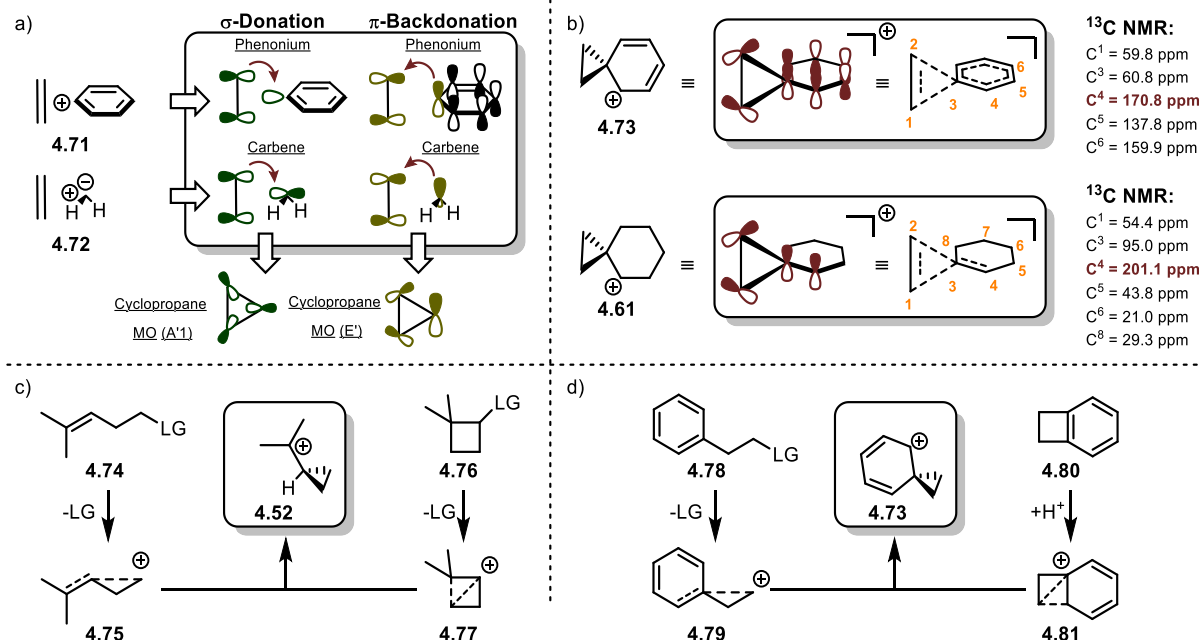 a)
σ-Donation
π-Backdonation
Phenonium
Phenonium
⊕
4.71
Carbene
Carbene
⊕ ⊖
H H
4.72
H H
H H
Cyclopropane
MO (A'1)
Cyclopropane
MO (E')
b)
⊕
4.73
≡
⊕
≡
2
1
3
4
5
6
¹³C NMR:
C¹ = 59.8 ppm
C³ = 60.8 ppm
C⁴ = 170.8 ppm
C⁵ = 137.8 ppm
C⁶ = 159.9 ppm
⊕
4.61
≡
⊕
≡
2
1
8
7
6
5
3
4
¹³C NMR:
C¹ = 54.4 ppm
C³ = 95.0 ppm
C⁴ = 201.1 ppm
C⁵ = 43.8 ppm
C⁶ = 21.0 ppm
C⁸ = 29.3 ppm
c)
LG
4.74
-LG
⊕
4.75
⊕
H
4.52
LG
4.76
-LG
⊕
4.77
d)
LG
4.78
-LG
⊕
4.79
⊕
4.73
4.80
+H⁺
⊕
4.81